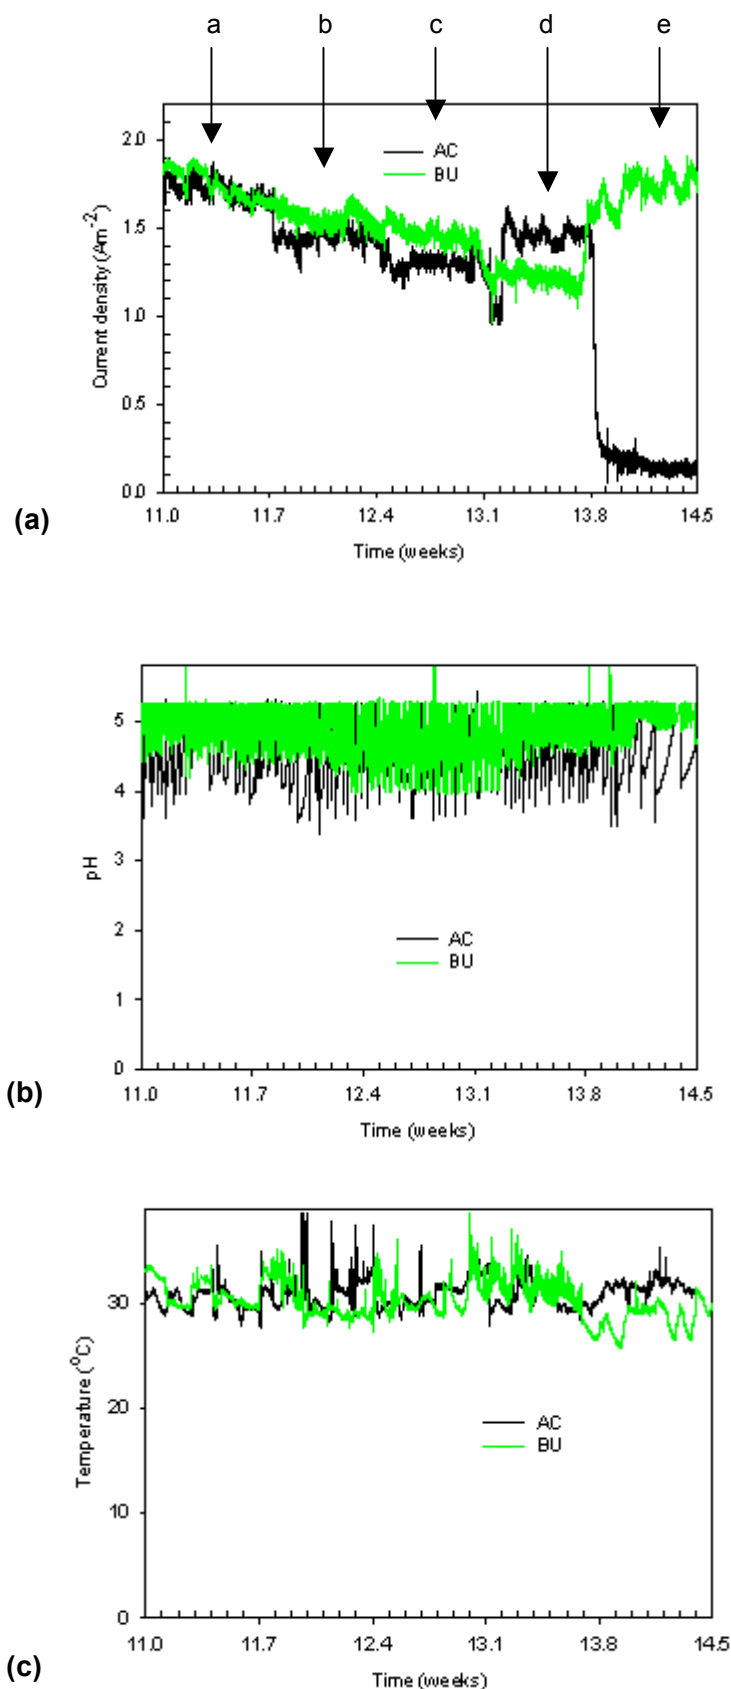 a b c d e
2.0
1.5
1.0
0.5
0.0
Current density (Am⁻²)
AC
BU
11.0 11.7 12.4 13.1 13.8 14.5
Time (weeks)
(a)
5
4
3
2
1
0
pH
AC
BU
11.0 11.7 12.4 13.1 13.8 14.5
Time (weeks)
(b)
30
20
10
0
Temperature (°C)
AC
BU
11.0 11.7 12.4 13.1 13.8 14.5
Time (weeks)
(c)